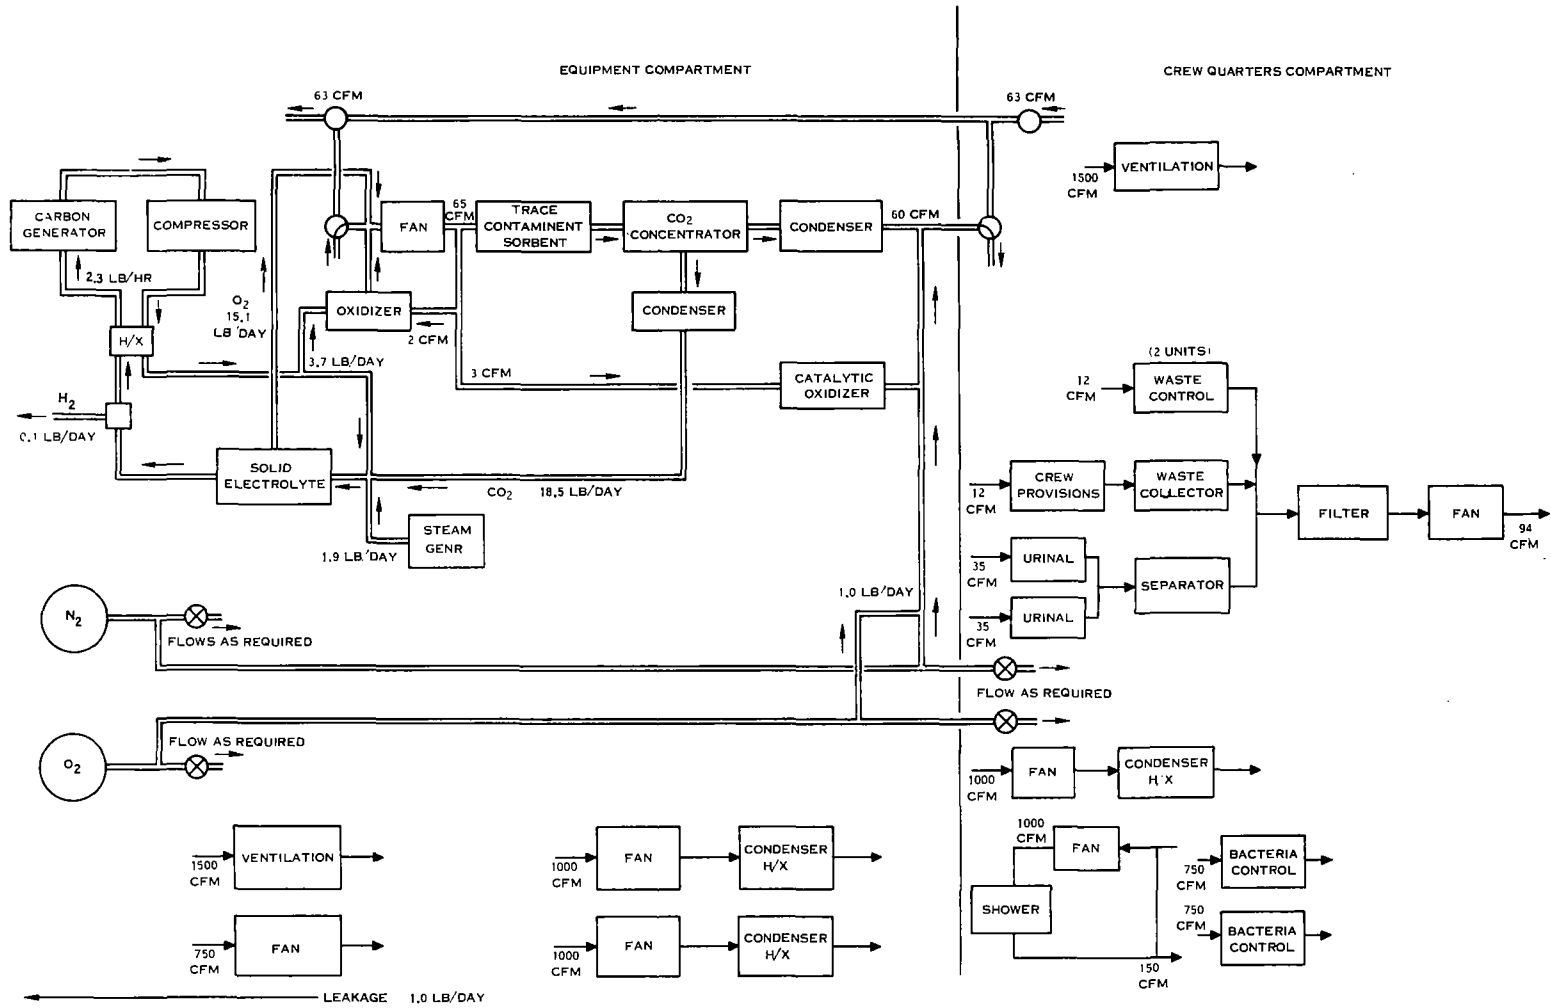 EQUIPMENT COMPARTMENT
CREW QUARTERS COMPARTMENT
63 CFM
63 CFM
VENTILATION
1500
CFM
CARBON
GENERATOR
COMPRESSOR
FAN
65
CFM
TRACE
CONTAMINENT
SORBENT
CO2
CONCENTRATOR
CONDENSER
60 CFM
2.3 LB/HR
O2
15.1
LB/DAY
OXIDIZER
CONDENSER
H/X
2 CFM
3.7 LB/DAY
3 CFM
CATALYTIC
OXIDIZER
(2 UNITS)
12
CFM
WASTE
CONTROL
H2
0.1 LB/DAY
SOLID
ELECTROLYTE
CO2
18.5 LB/DAY
STEAM
GENR
1.9 LB/DAY
12
CFM
CREW
PROVISIONS
WASTE
COLLECTOR
FILTER
FAN
94
CFM
35
CFM
URINAL
SEPARATOR
35
CFM
URINAL
N2
FLOWS AS REQUIRED
1.0 LB/DAY
FLOW AS REQUIRED
O2
FLOW AS REQUIRED
1000
CFM
FAN
CONDENSER
H/X
1500
CFM
VENTILATION
1000
CFM
FAN
CONDENSER
H/X
1000
CFM
FAN
SHOWER
150
CFM
750
CFM
BACTERIA
CONTROL
750
CFM
BACTERIA
CONTROL
750
CFM
FAN
1000
CFM
FAN
CONDENSER
H/X
LEAKAGE 1.0 LB/DAY